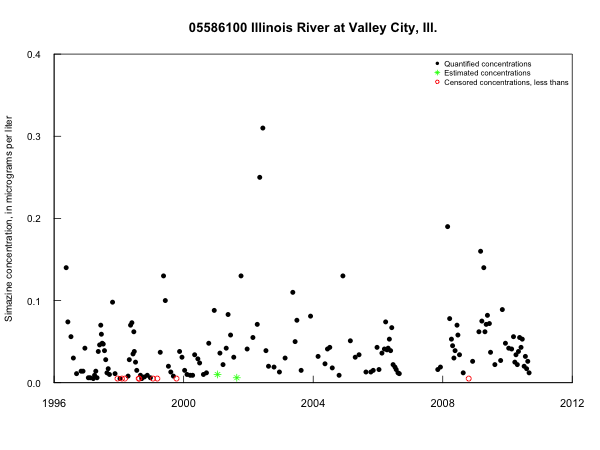 05586100 Illinois River at Valley City, Ill.
0.4
Quantified concentrations
Estimated concentrations
Censored concentrations, less thans
0.3
Simazine concentration, in micrograms per liter
0.2
0.1
0.0
1996 2000 2004 2008 2012